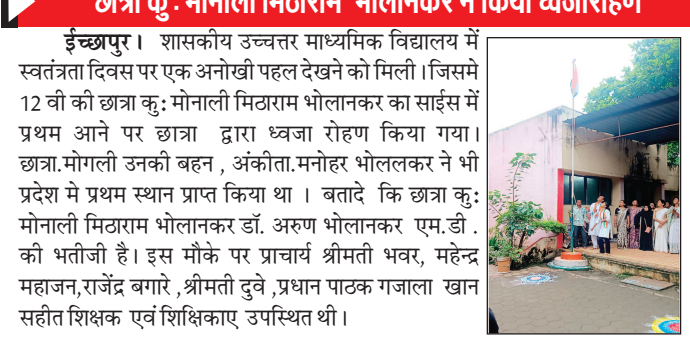 छात्रा कु : मोनाली मिठाराम भोलानकर ने किया ध्वजारोहण
ईच्छापुर। शासकीय उच्चत्तर माध्यमिक विद्यालय में
स्वतंत्रता दिवस पर एक अनोखी पहल देखने को मिली।जिसमे
12 वी की छात्रा कु: मोनाली मिठाराम भोलानकर का साईस में
प्रथम आने पर छात्रा द्वारा ध्वजा रोहण किया गया।
छात्रा.मोगली उनकी बहन , अंकीता.मनोहर भोललकर ने भी
प्रदेश मे प्रथम स्थान प्राप्त किया था । बतादे कि छात्रा कु:
मोनाली मिठाराम भोलानकर डॉ. अरुण भोलानकर एम.डी .
की भतीजी है। इस मौके पर प्राचार्य श्रीमती भवर, महेन्द्र
महाजन,राजेंद्र बगारे ,श्रीमती दुवे ,प्रधान पाठक गजाला खान
सहीत शिक्षक एवं शिक्षिकाए उपस्थित थी।